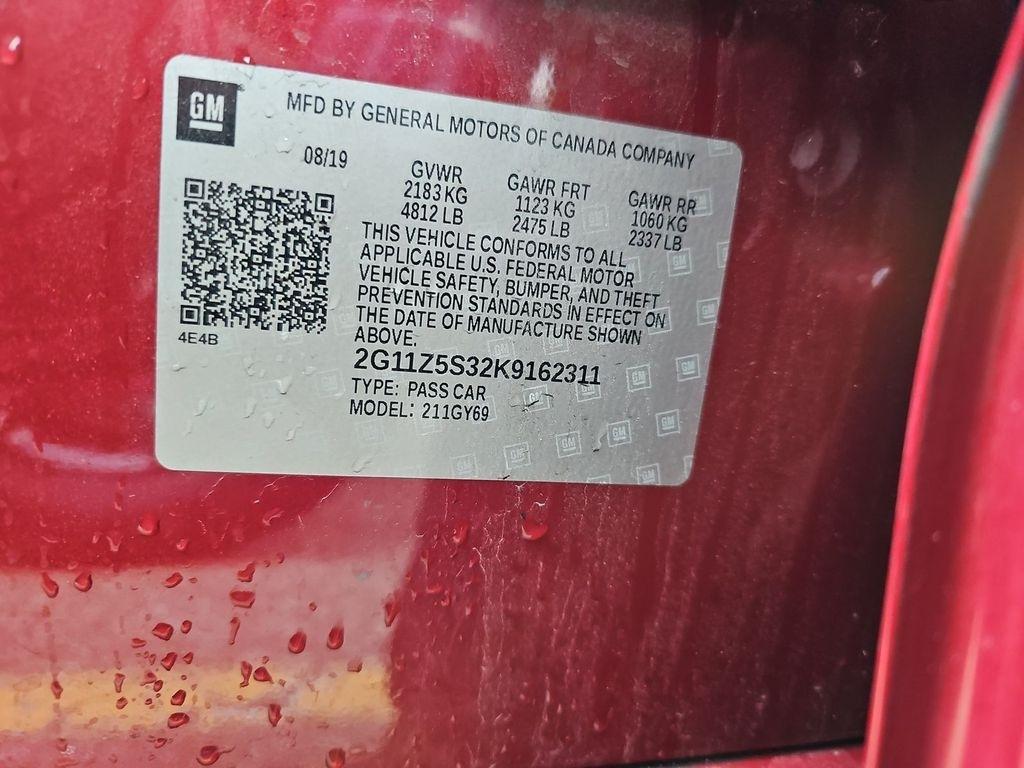 GM
MFD BY GENERAL MOTORS OF CANADA COMPANY
08/19
GVWR
2183 KG
4812 LB
GAWR FRT
1123 KG
2475 LB
GAWR RR
1060 KG
2337 LB
THIS VEHICLE CONFORMS TO ALL
APPLICABLE U.S. FEDERAL MOTOR
VEHICLE SAFETY, BUMPER, AND THEFT
PREVENTION STANDARDS IN EFFECT ON
THE DATE OF MANUFACTURE SHOWN
ABOVE.
4E4B
2G11Z5S32K9162311
TYPE: PASS CAR
MODEL: 211GY69